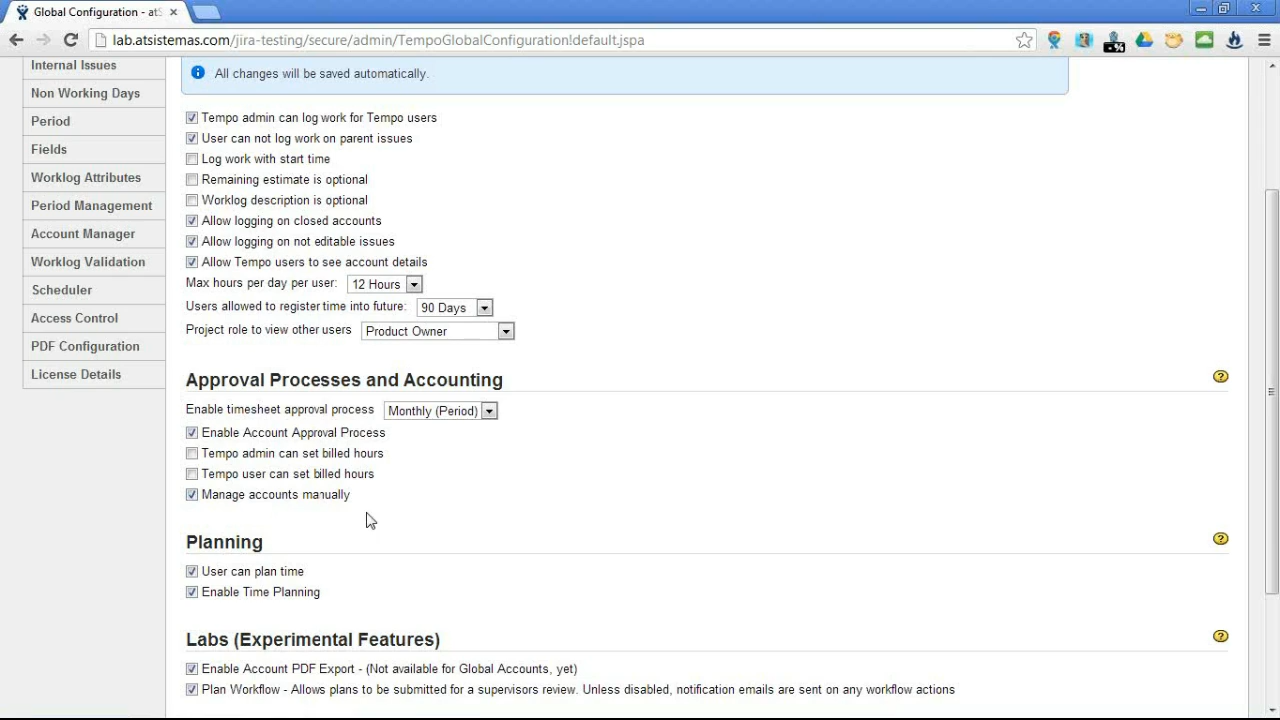 Global Configuration - atS
lab.atsistemas.com/jira-testing/secure/admin/TempoGlobalConfiguration!default.jspa
Internal Issues
Non Working Days
Period
Fields
Worklog Attributes
Period Management
Account Manager
Worklog Validation
Scheduler
Access Control
PDF Configuration
License Details
All changes will be saved automatically.
Tempo admin can log work for Tempo users
User can not log work on parent issues
Log work with start time
Remaining estimate is optional
Worklog description is optional
Allow logging on closed accounts
Allow logging on not editable issues
Allow Tempo users to see account details
Max hours per day per user: 12 Hours
Users allowed to register time into future: 90 Days
Project role to view other users Product Owner
Approval Processes and Accounting
Enable timesheet approval process Monthly (Period)
Enable Account Approval Process
Tempo admin can set billed hours
Tempo user can set billed hours
Manage accounts manually
Planning
User can plan time
Enable Time Planning
Labs (Experimental Features)
Enable Account PDF Export - (Not available for Global Accounts, yet)
Plan Workflow - Allows plans to be submitted for a supervisors review. Unless disabled, notification emails are sent on any workflow actions